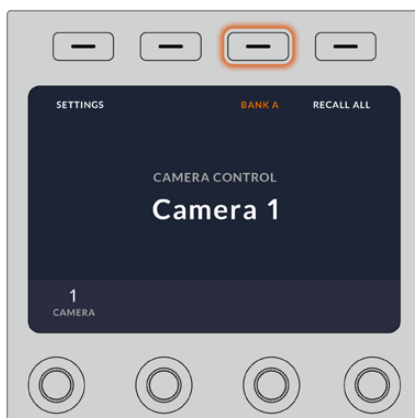 SETTINGS BANK A RECALL ALL
CAMERA CONTROL
Camera 1
1
CAMERA